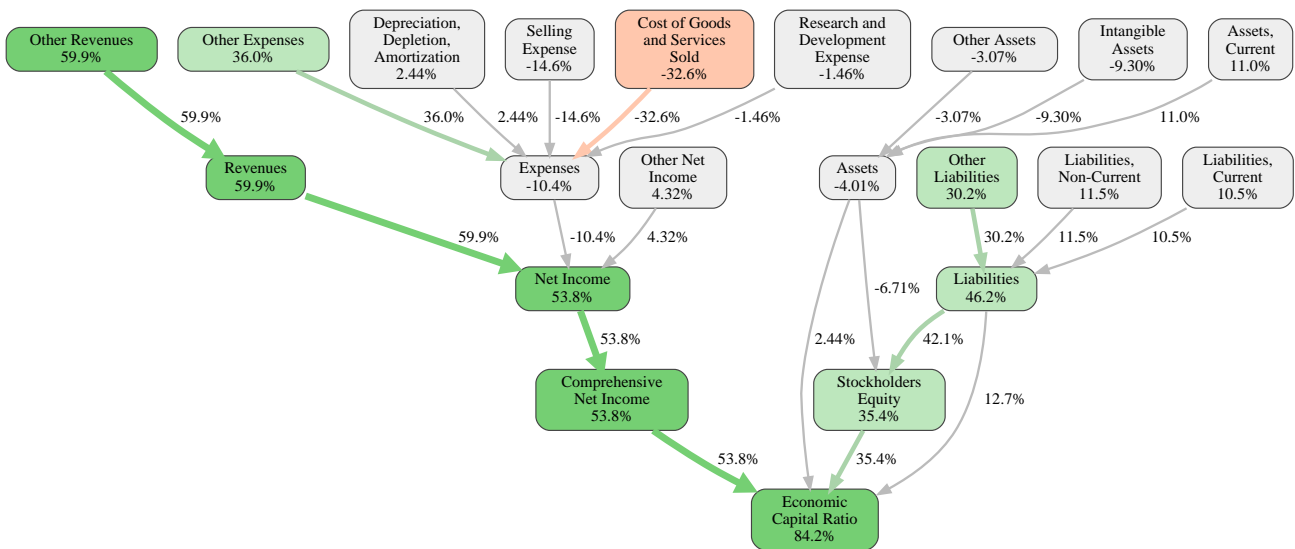 Other Revenues
59.9%
Other Expenses
36.0%
Depreciation,
Depletion,
Amortization
2.44%
Selling
Expense
-14.6%
Cost of Goods
and Services
Sold
-32.6%
Research and
Development
Expense
-1.46%
Other Assets
-3.07%
Intangible
Assets
-9.30%
Assets,
Current
11.0%
59.9%
36.0%
2.44%
-14.6%
-32.6%
-1.46%
-3.07%
-9.30%
11.0%
Revenues
59.9%
Expenses
-10.4%
Other Net
Income
4.32%
Assets
-4.01%
Other
Liabilities
30.2%
Liabilities,
Non-Current
11.5%
Liabilities,
Current
10.5%
59.9%
-10.4%
4.32%
30.2%
11.5%
10.5%
Net Income
53.8%
-6.71%
Liabilities
46.2%
53.8%
2.44%
42.1%
Comprehensive
Net Income
53.8%
Stockholders
Equity
35.4%
12.7%
53.8%
35.4%
Economic
Capital Ratio
84.2%